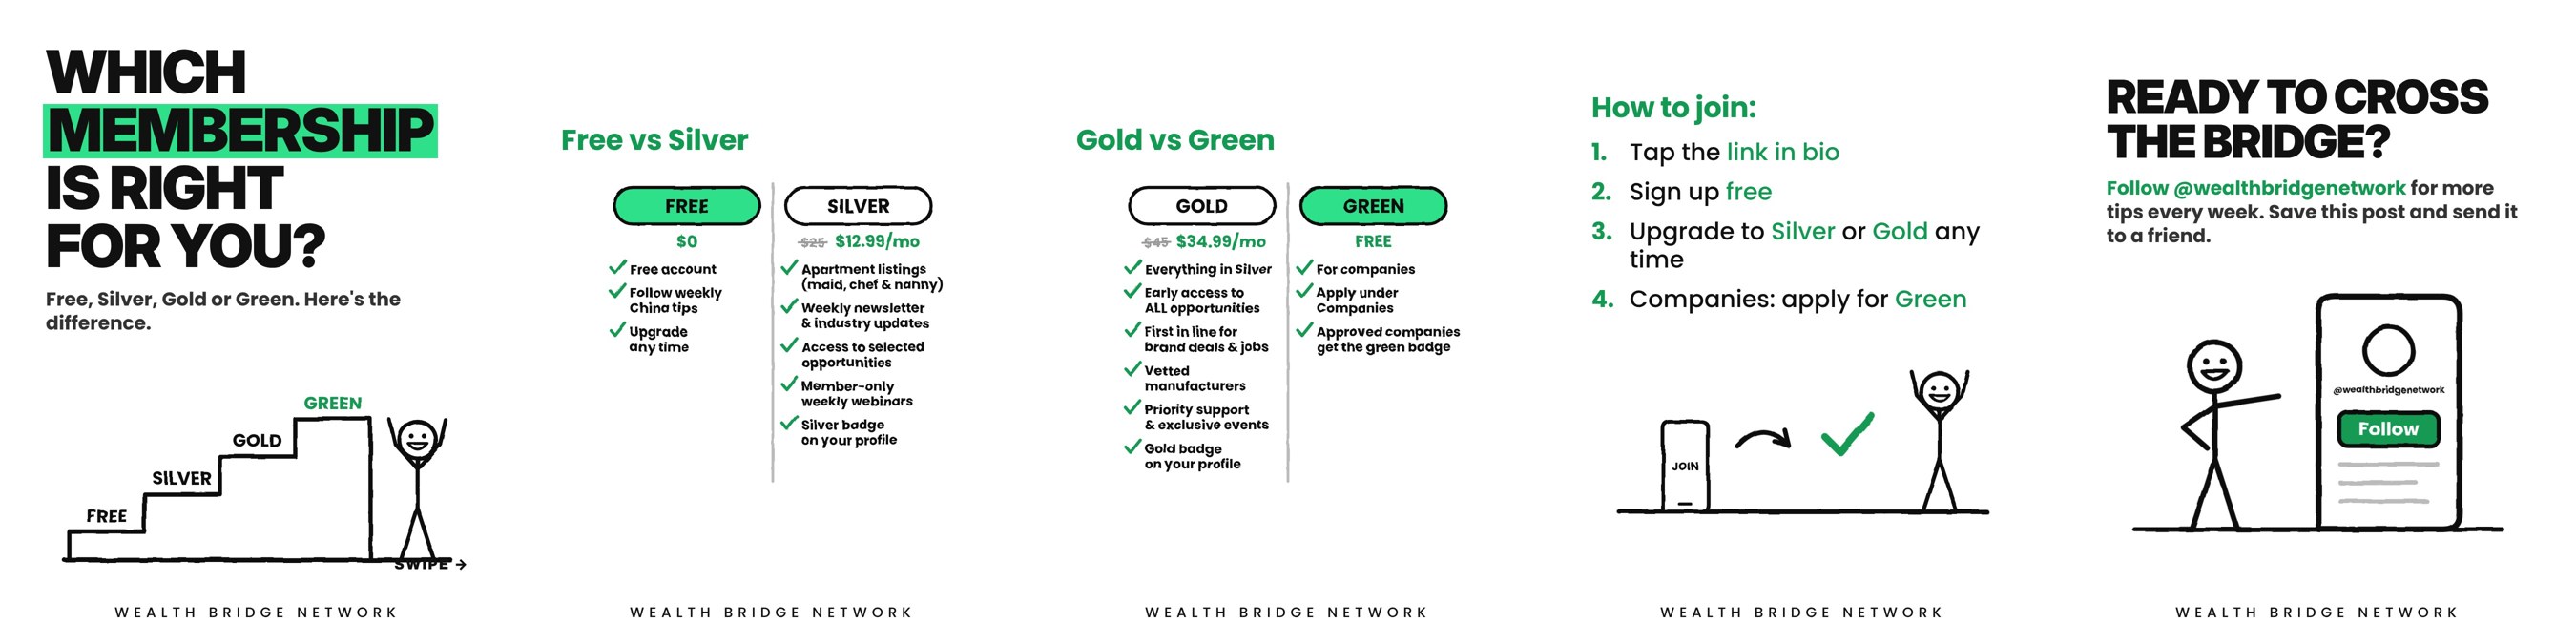 WHICH
MEMBERSHIP
IS RIGHT
FOR YOU?
Free, Silver, Gold or Green. Here's the
difference.
GREEN
GOLD
SILVER
FREE
SWIPE →
WEALTH BRIDGE NETWORK
Free vs Silver
FREE
$0
Free account
Follow weekly
China tips
Upgrade
any time
SILVER
$25 $12.99/mo
Apartment listings
(maid, chef & nanny)
Weekly newsletter
& industry updates
Access to selected
opportunities
Member-only
weekly webinars
Silver badge
on your profile
WEALTH BRIDGE NETWORK
Gold vs Green
GOLD
$45 $34.99/mo
Everything in Silver
Early access to
ALL opportunities
First in line for
brand deals & jobs
Vetted
manufacturers
Priority support
& exclusive events
Gold badge
on your profile
GREEN
FREE
For companies
Apply under
Companies
Approved companies
get the green badge
WEALTH BRIDGE NETWORK
How to join:
1. Tap the link in bio
2. Sign up free
3. Upgrade to Silver or Gold any
time
4. Companies: apply for Green
JOIN
WEALTH BRIDGE NETWORK
READY TO CROSS
THE BRIDGE?
Follow @wealthbridgenetwork for more
tips every week. Save this post and send it
to a friend.
@wealthbridgenetwork
Follow
WEALTH BRIDGE NETWORK